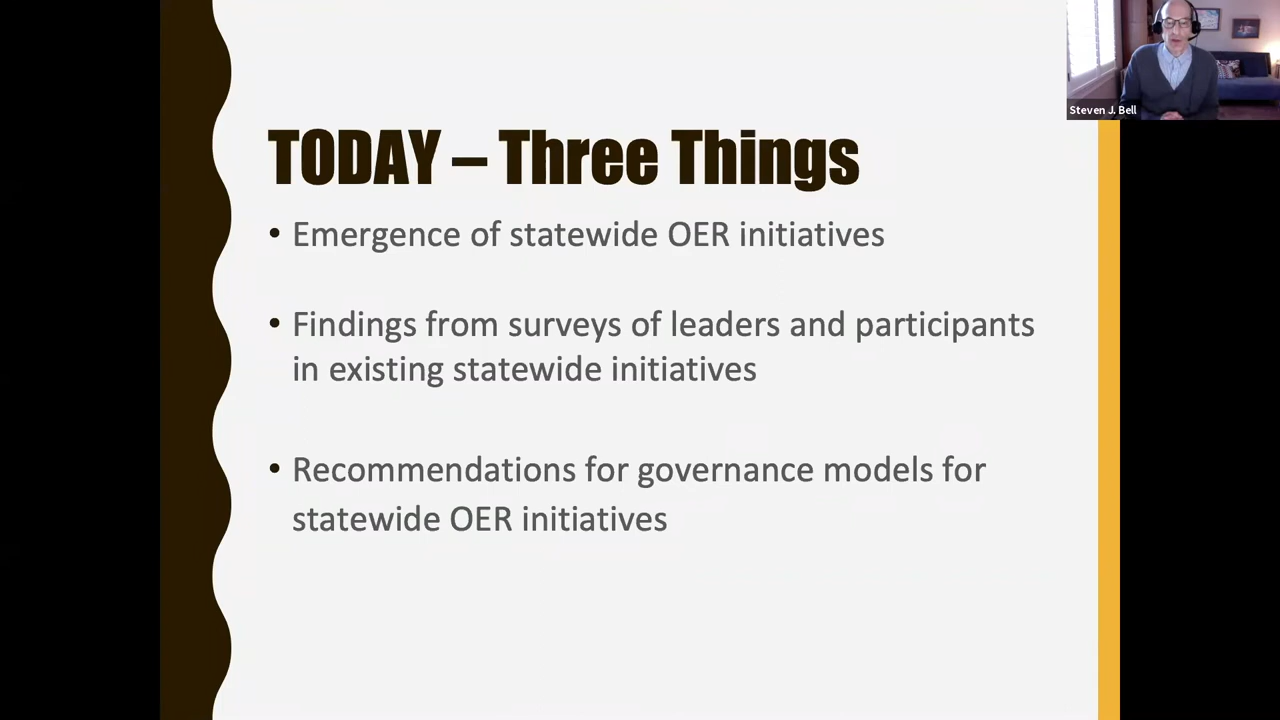 Steven J. Bell
TODAY – Three Things
• Emergence of statewide OER initiatives
• Findings from surveys of leaders and participants
in existing statewide initiatives
• Recommendations for governance models for
statewide OER initiatives